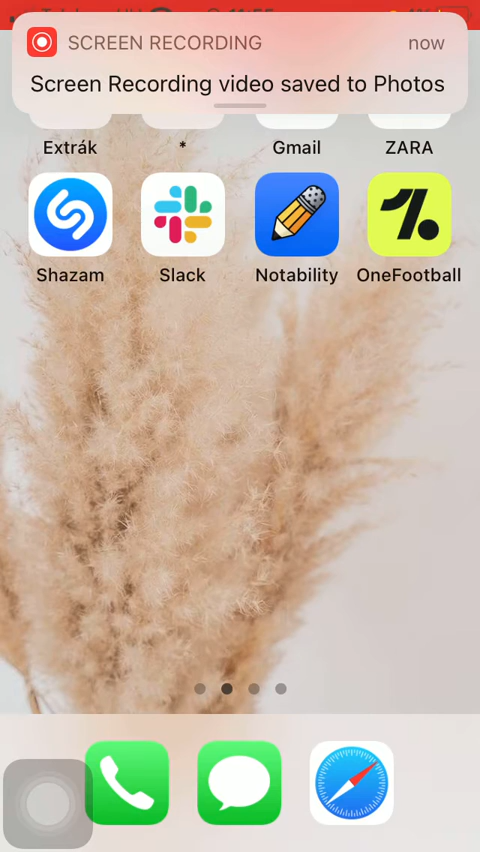 SCREEN RECORDING now
Screen Recording video saved to Photos
Extrák * Gmail ZARA
Shazam Slack Notability OneFootball